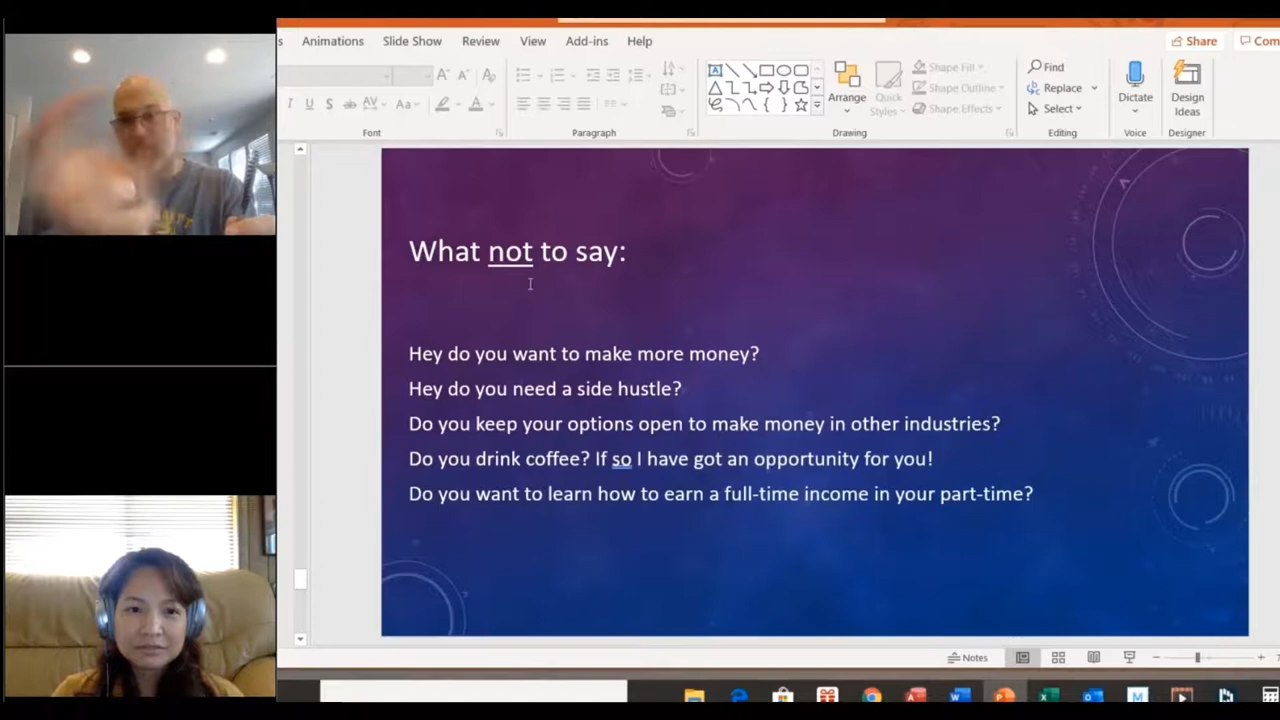 s Animations Slide Show Review View Add-ins Help Share Com
Find
Shape Fill
Replace
Shape Outline
Select
Shape Effects
Arrange
Quick
Styles
Dictate
Design
Ideas
Font Paragraph Drawing Editing Voice Designer
What not to say:
Hey do you want to make more money?
Hey do you need a side hustle?
Do you keep your options open to make money in other industries?
Do you drink coffee? If so I have got an opportunity for you!
Do you want to learn how to earn a full-time income in your part-time?
Notes